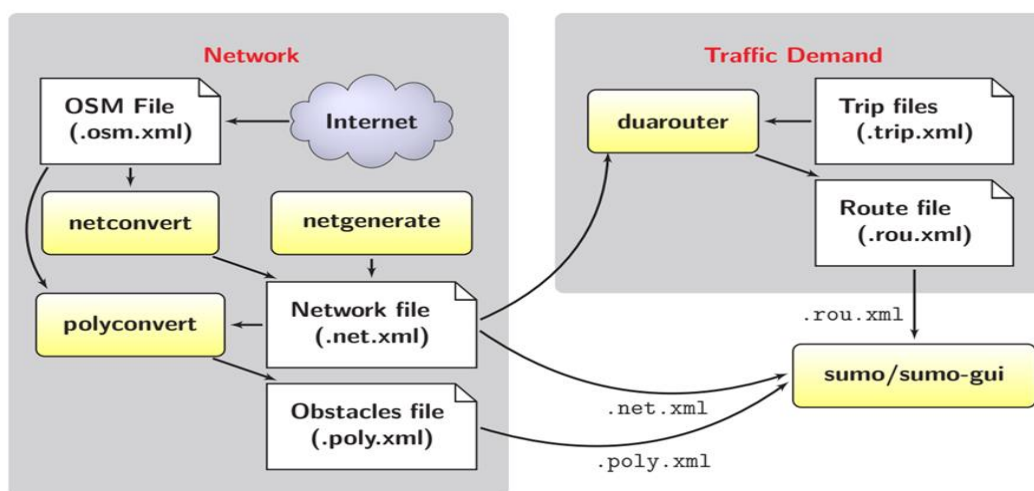 Network
OSM File
(.osm.xml)
Internet
netconvert
netgenerate
polyconvert
Network file
(.net.xml)
Obstacles file
(.poly.xml)
Traffic Demand
duarouter
Trip files
(.trip.xml)
Route file
(.rou.xml)
.rou.xml
sumo/sumo-gui
.net.xml
.poly.xml